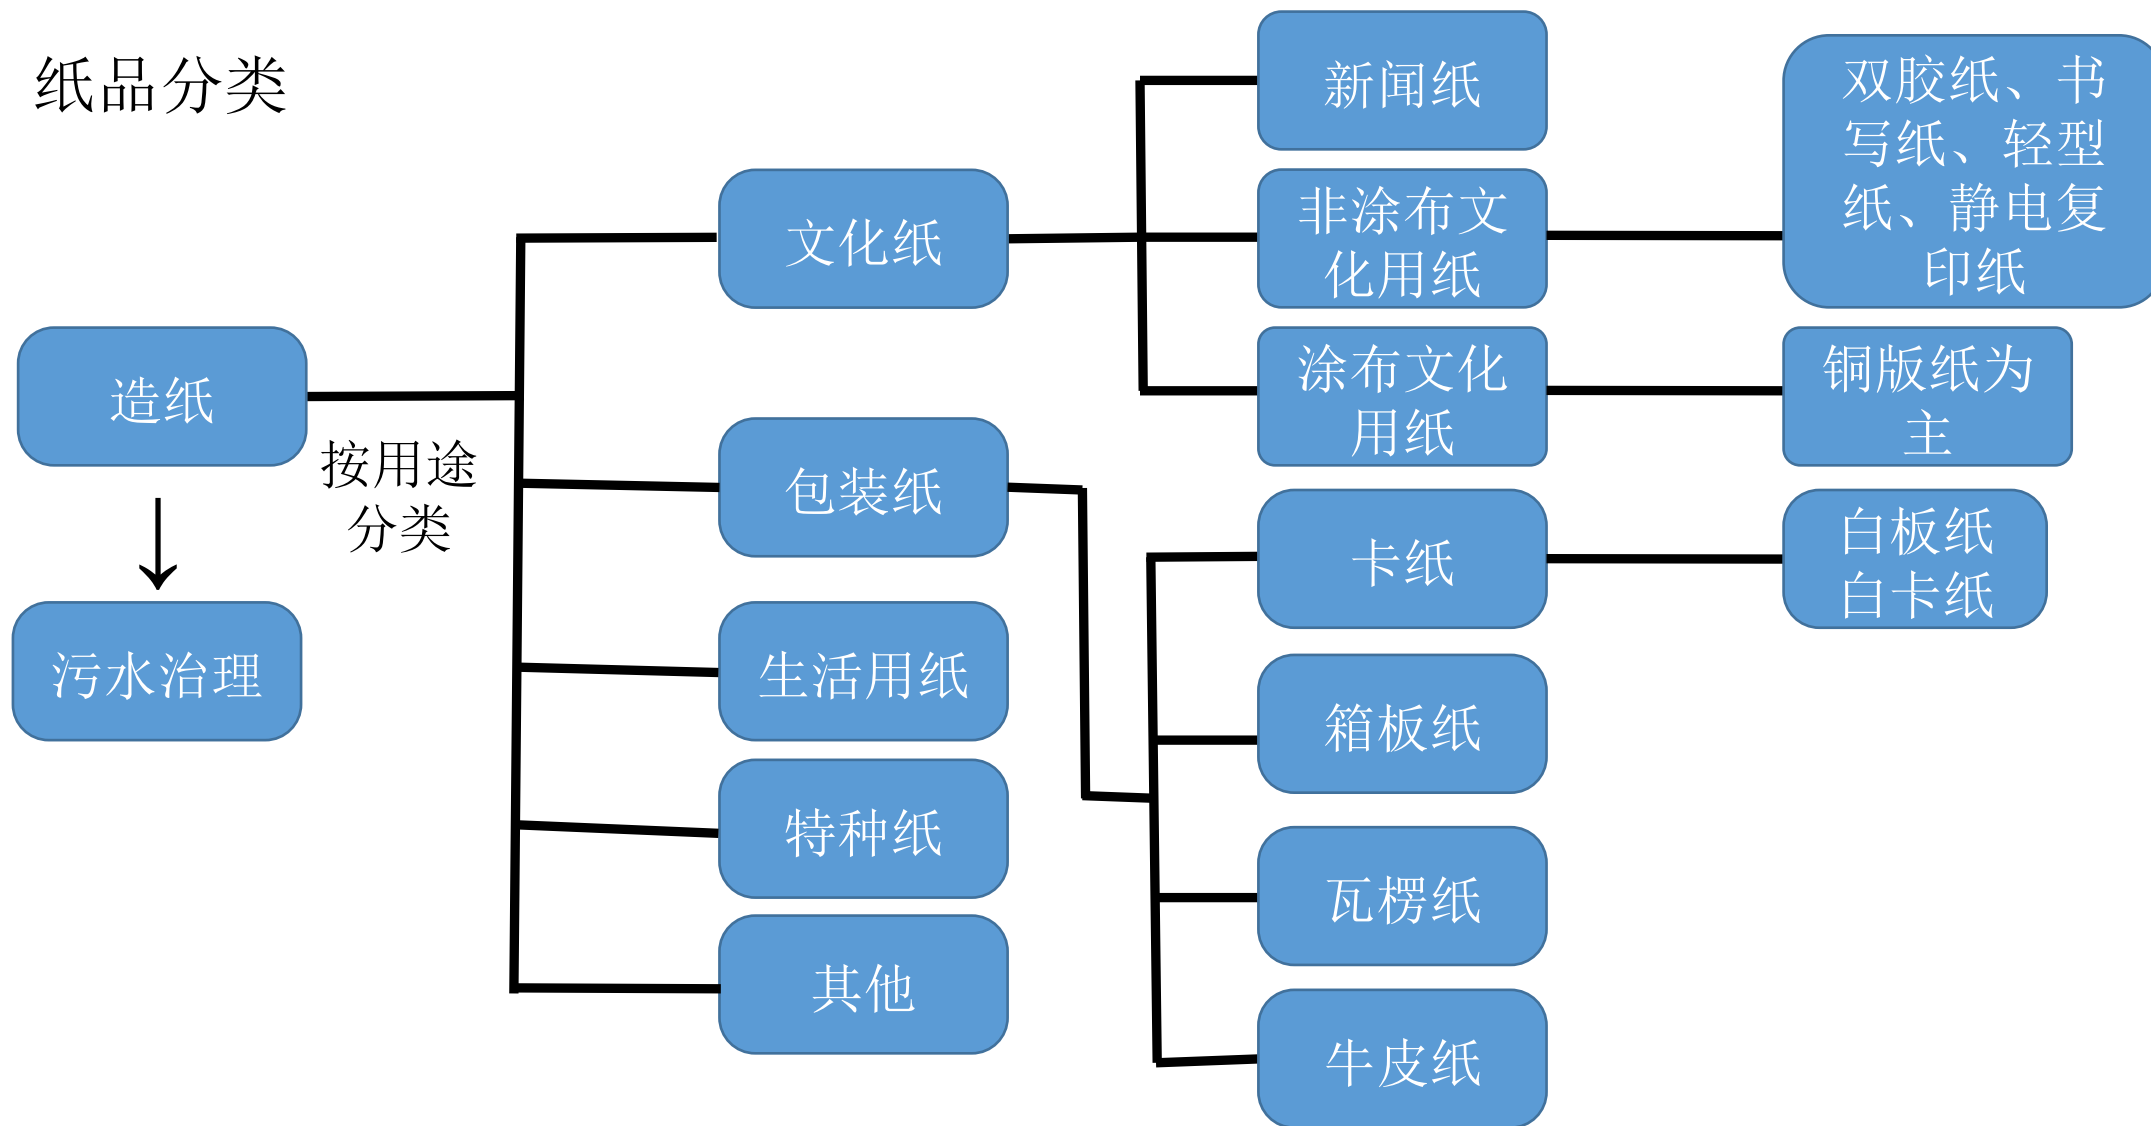 纸品分类
造纸
按用途
分类
污水治理
文化纸
包装纸
生活用纸
特种纸
其他
新闻纸
非涂布文
化用纸
涂布文化
用纸
卡纸
箱板纸
瓦楞纸
牛皮纸
双胶纸、书
写纸、轻型
纸、静电复
印纸
铜版纸为
主
白板纸
白卡纸